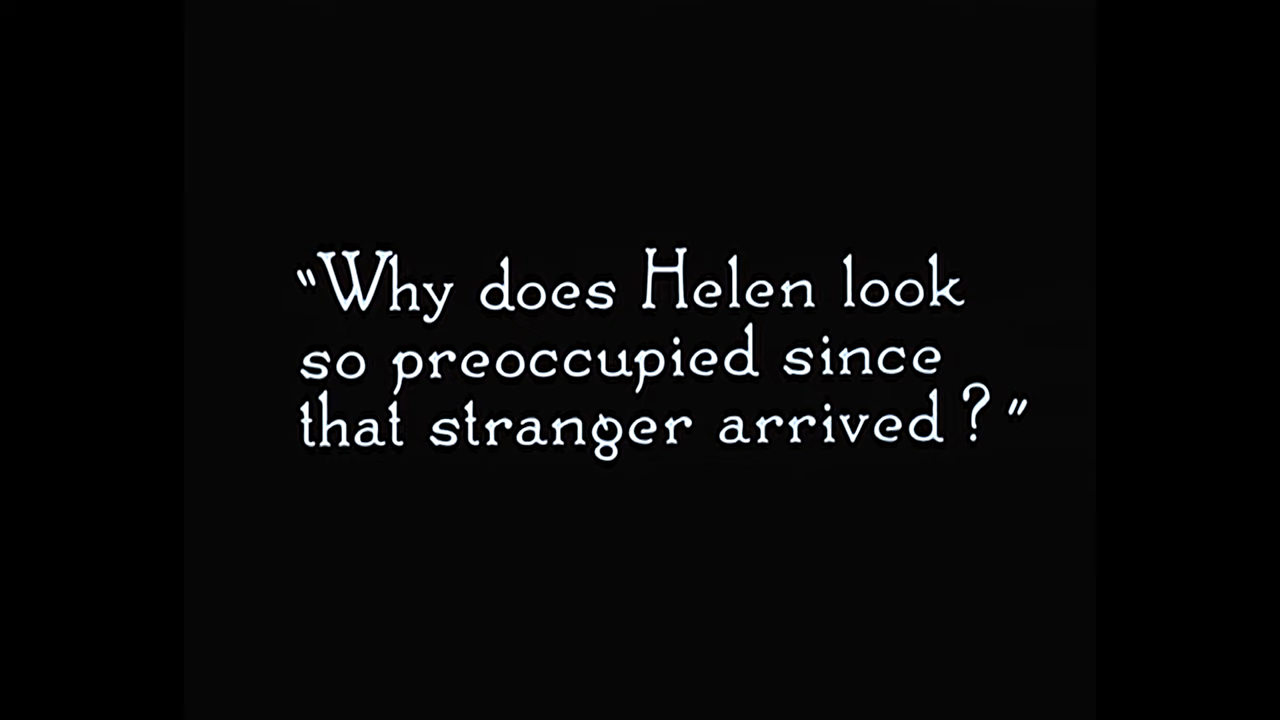 "Why does Helen look
so preoccupied since
that stranger arrived?"